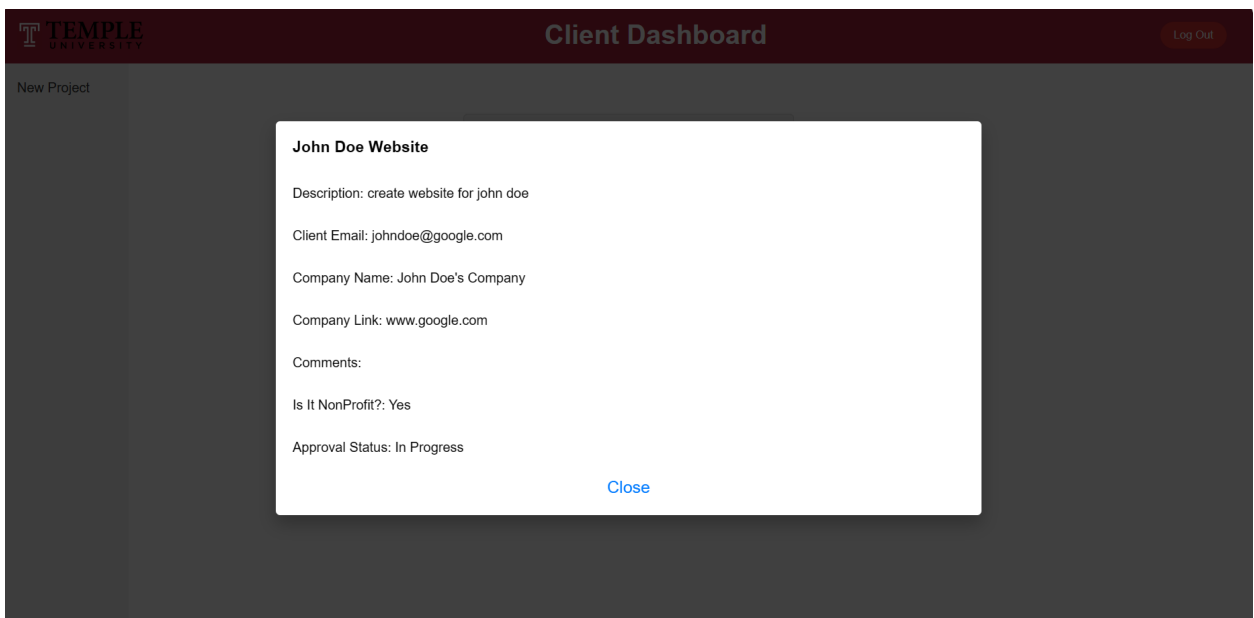 TEMPLE
UNIVERSITY
Client Dashboard
Log Out
New Project
John Doe Website
Description: create website for john doe
Client Email: johndoe@google.com
Company Name: John Doe's Company
Company Link: www.google.com
Comments:
Is It NonProfit?: Yes
Approval Status: In Progress
Close